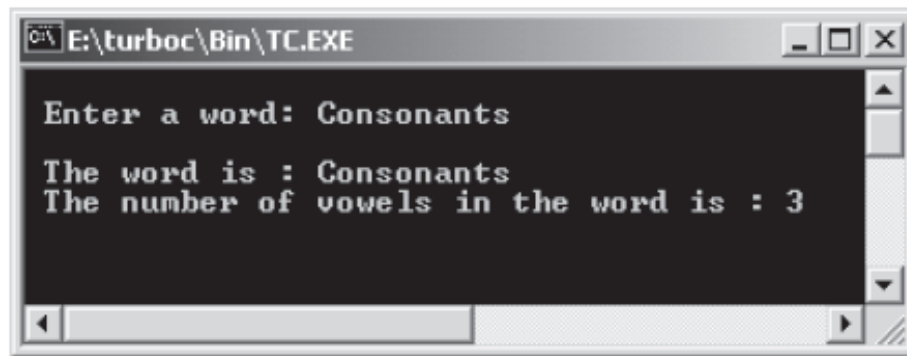 E:\turboc\Bin\TC.EXE
Enter a word: Consonants
The word is : Consonants
The number of vowels in the word is : 3